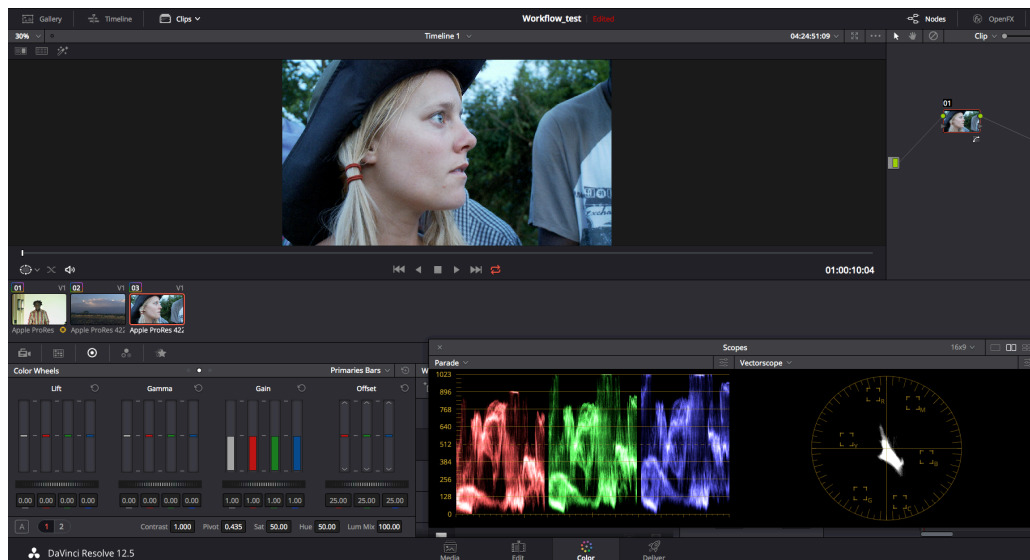 Gallery Timeline Clips Workflow_test Edited Nodes OpenFX
30% Timeline 1 04:24:51:09 Clip
01
01:00:10:04
01 V1 02 V1 03 V1
Apple ProRes Apple ProRes 422 Apple ProRes 422
Scopes 16x9
Color Wheels Primaries Bars
Parade Vectorscope
Lift Gamma Gain Offset
1023
896
768
640
512
384
256
128
0
R M Y B G C
0.00 0.00 0.00 0.00 0.00 0.00 0.00 0.00 1.00 1.00 1.00 1.00 25.00 25.00 25.00
A 1 2 Contrast 1.000 Pivot 0.435 Sat 50.00 Hue 50.00 Lum Mix 100.00
DaVinci Resolve 12.5 Media Edit Color Deliver